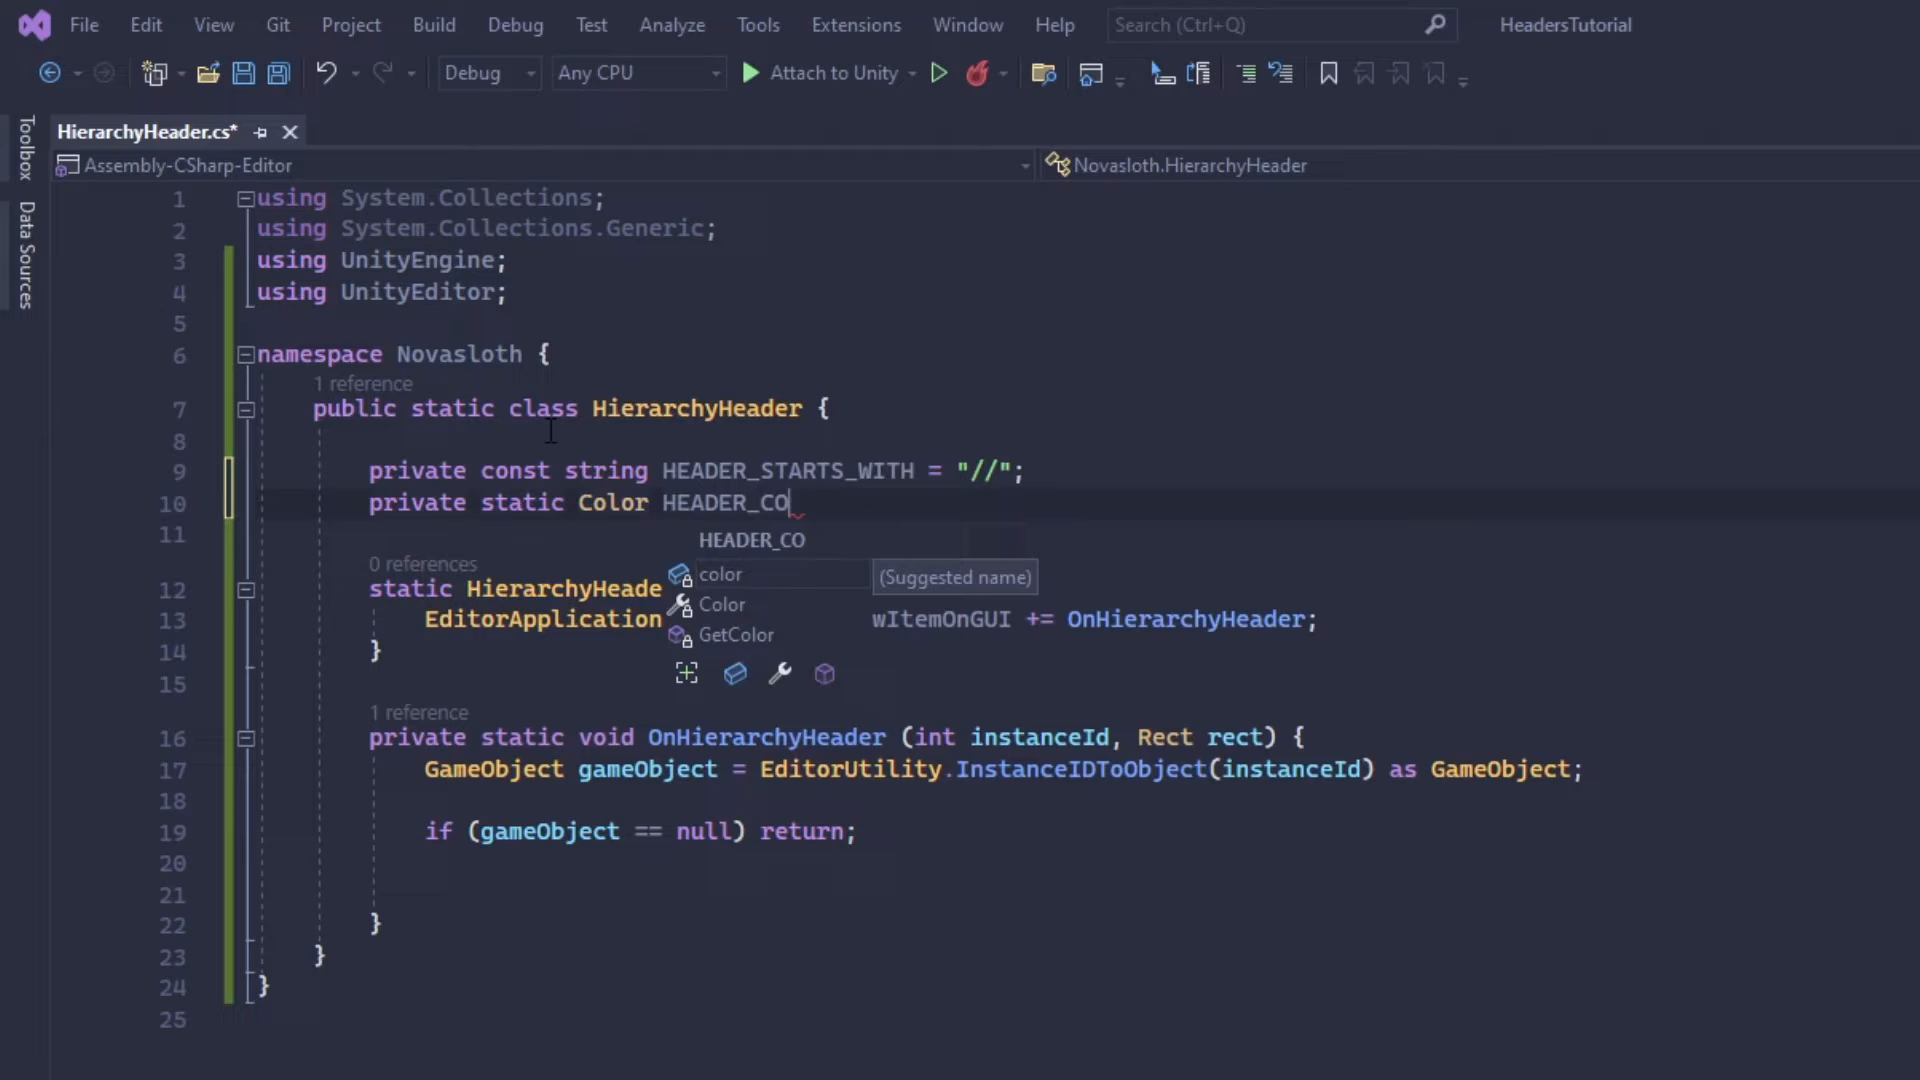 File Edit View Git Project Build Debug Test Analyze Tools Extensions Window Help Search (Ctrl+Q) HeadersTutorial
Debug Any CPU Attach to Unity
Toolbox
Data Sources
HierarchyHeader.cs*
Assembly-CSharp-Editor Novasloth.HierarchyHeader
1 using System.Collections;
2 using System.Collections.Generic;
3 using UnityEngine;
4 using UnityEditor;
5
6 namespace Novasloth {
1 reference
7 public static class HierarchyHeader {
8
9 private const string HEADER_STARTS_WITH = "//";
10 private static Color HEADER_CO
11
HEADER_CO
0 references
color (Suggested name)
12 static HierarchyHeade
Color
13 EditorApplication wItemOnGUI += OnHierarchyHeader;
GetColor
14 }
15
1 reference
16 private static void OnHierarchyHeader (int instanceId, Rect rect) {
17 GameObject gameObject = EditorUtility.InstanceIDToObject(instanceId) as GameObject;
18
19 if (gameObject == null) return;
20
21
22 }
23 }
24 }
25